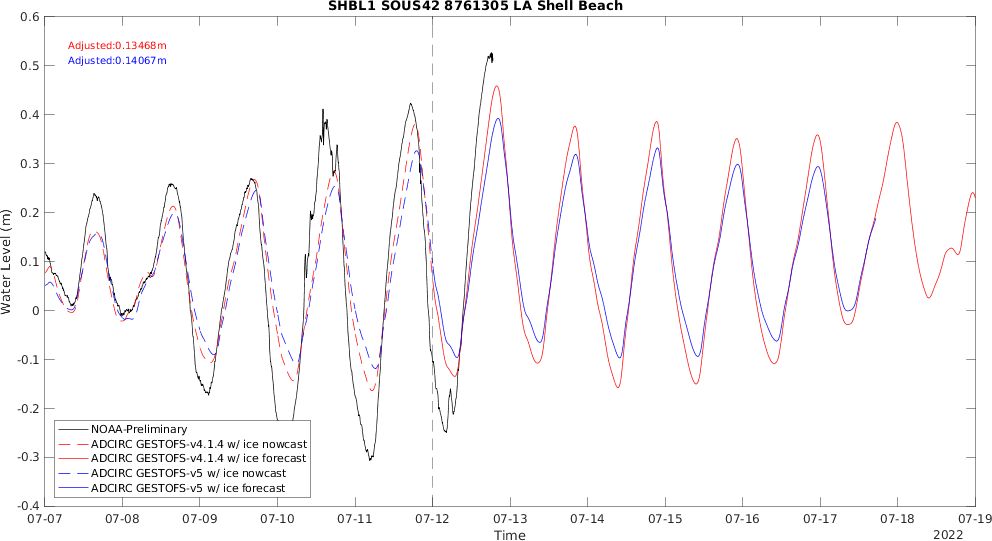 SHBL1 SOUS42 8761305 LA Shell Beach
Adjusted:0.13468m
Adjusted:0.14067m
Water Level (m)
0.6
0.5
0.4
0.3
0.2
0.1
0
-0.1
-0.2
-0.3
-0.4
NOAA-Preliminary
ADCIRC GESTOFS-v4.1.4 w/ ice nowcast
ADCIRC GESTOFS-v4.1.4 w/ ice forecast
ADCIRC GESTOFS-v5 w/ ice nowcast
ADCIRC GESTOFS-v5 w/ ice forecast
07-07 07-08 07-09 07-10 07-11 07-12 07-13 07-14 07-15 07-16 07-17 07-18 07-19
Time
2022